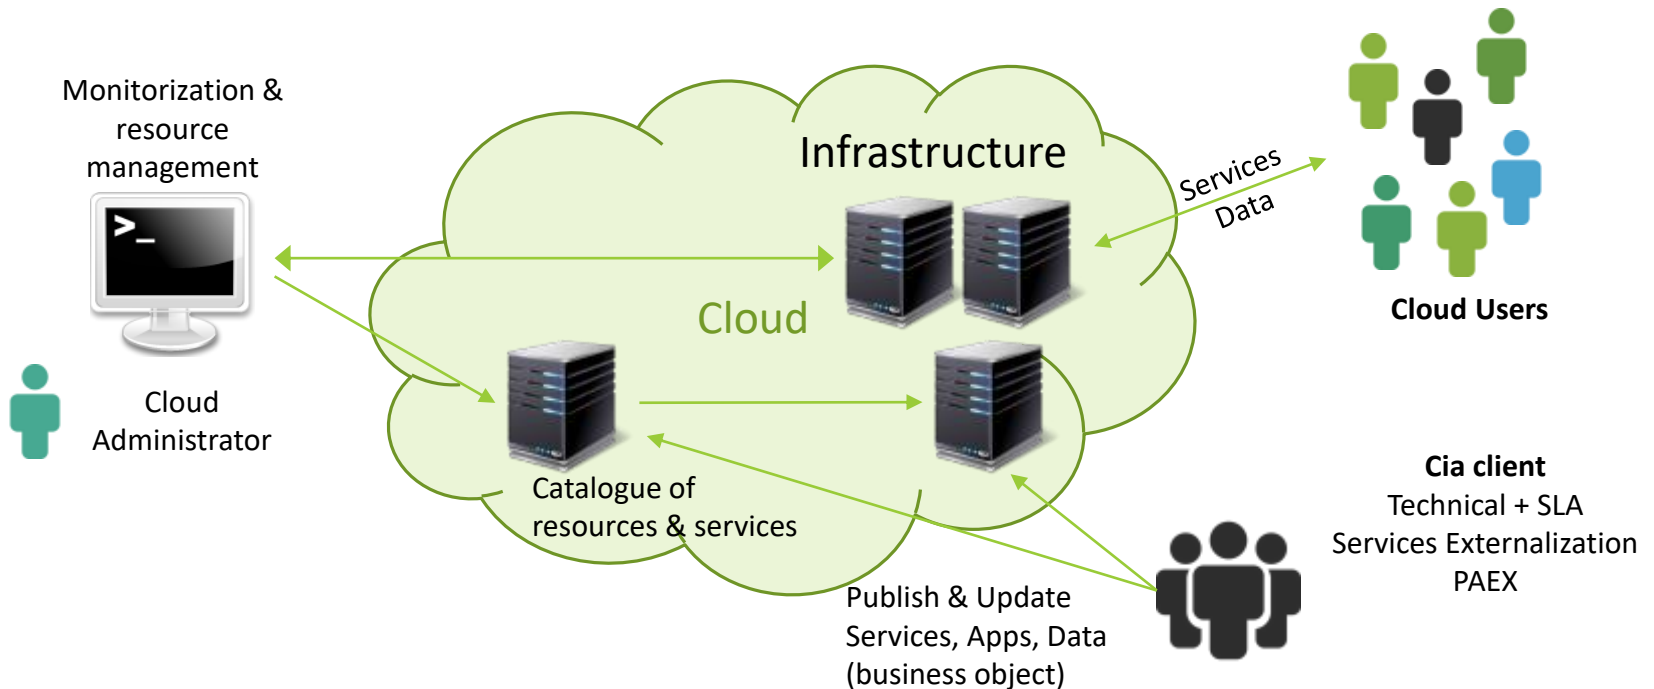 Monitorization &
resource
management
>_
Cloud
Administrator
Infrastructure
Cloud
Catalogue of
resources & services
Services
Data
Cloud Users
Cia client
Technical + SLA
Services Externalization
PAEX
Publish & Update
Services, Apps, Data
(business object)